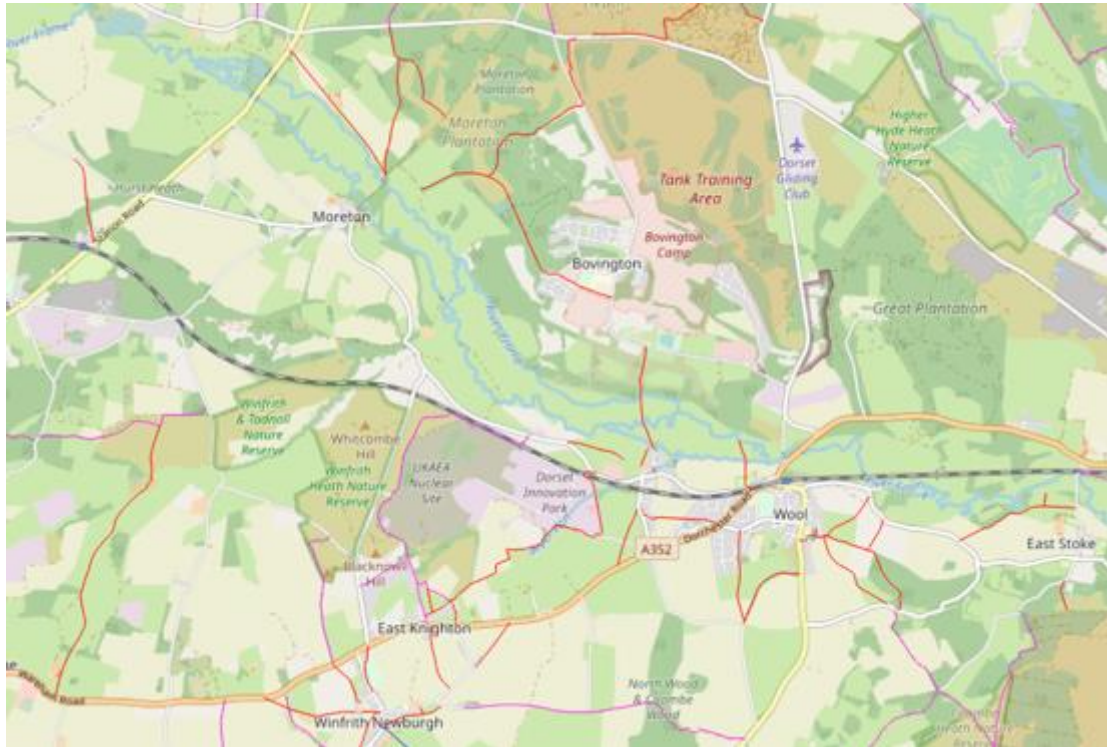 Moreton
Plantation
Moreton
Plantation
Higher
Hyde Heath
Nature
Reserve
Dorset
Gliding
Club
Tank Training
Area
Hurst Heath
Moreton
Bovington
Camp
Bovington
Great Plantation
Winfrith
& Tadnoll
Nature
Reserve
Whitcombe
Hill
Winfrith
Heath Nature
Reserve
UKAEA
Nuclear
Site
Dorset
Innovation
Park
Dorchester Road
Wool
A352
East Stoke
Blacknoll
Hill
East Knighton
Winfrith Newburgh
North Wood
& Coombe
Wood
Heath Nature